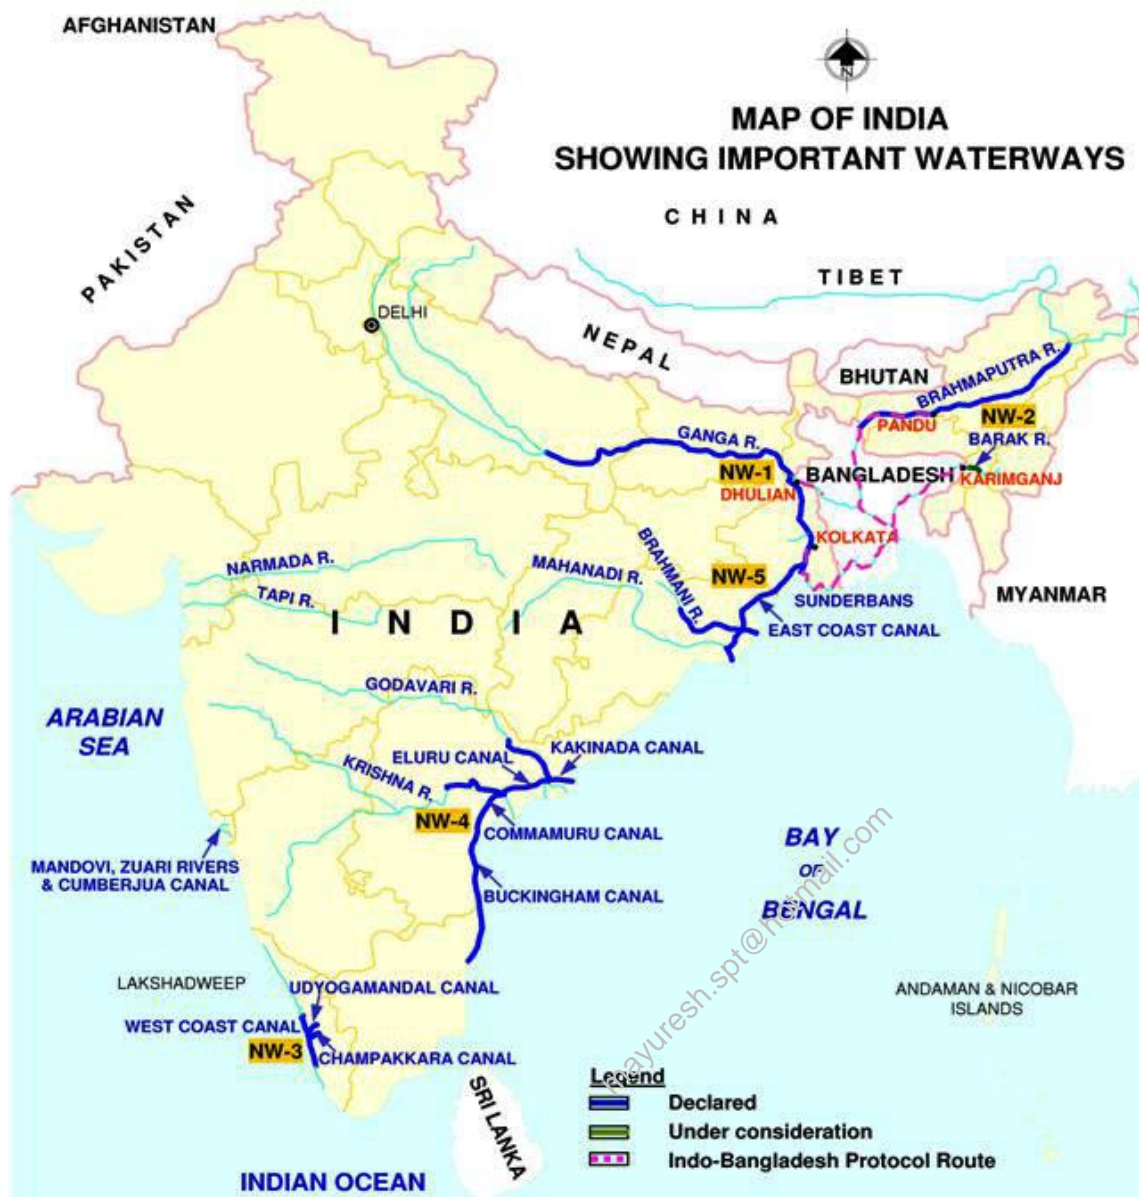 AFGHANISTAN
N
MAP OF INDIA
SHOWING IMPORTANT WATERWAYS
CHINA
PAKISTAN
TIBET
DELHI
NEPAL
BHUTAN
BRAHMAPUTRA R.
PANDU
NW-2
GANGA R.
BARAK R.
NW-1
BANGLADESH
KARIMGANJ
DHULIAN
KOLKATA
NARMADA R.
MAHANADI R.
BRAHMANI R.
NW-5
TAPI R.
SUNDERBANS
MYANMAR
INDIA
EAST COAST CANAL
GODAVARI R.
ARABIAN
SEA
ELURU CANAL
KAKINADA CANAL
KRISHNA R.
NW-4
COMMAMURU CANAL
BAY
OF
BENGAL
MANDOVI, ZUARI RIVERS
& CUMBERJUA CANAL
BUCKINGHAM CANAL
mayuresh.spt@hotmail.com
LAKSHADWEEP
UDYOGAMANDAL CANAL
ANDAMAN & NICOBAR
ISLANDS
WEST COAST CANAL
NW-3
CHAMPAKKARA CANAL
SRI LANKA
Legend
Declared
Under consideration
Indo-Bangladesh Protocol Route
INDIAN OCEAN